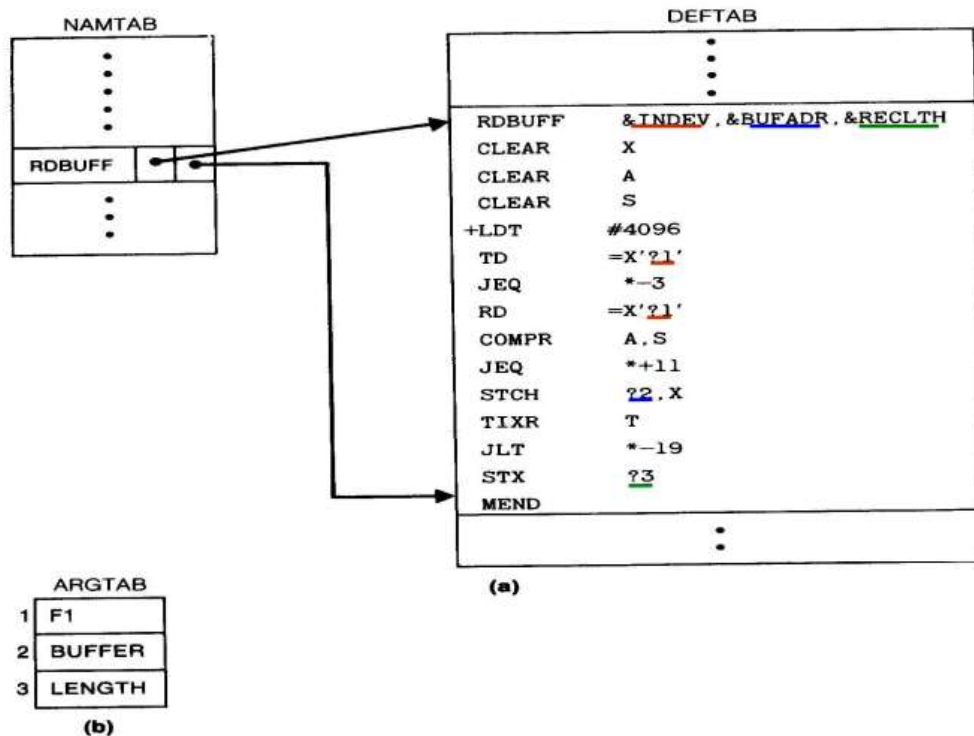 NAMTAB
RDBUFF
DEFTAB
RDBUFF &INDEV,&BUFADR,&RECLTH
CLEAR X
CLEAR A
CLEAR S
+LDT #4096
TD =X'?1'
JEQ *-3
RD =X'?1'
COMPR A,S
JEQ *+11
STCH ?2,X
TIXR T
JLT *-19
STX ?3
MEND
(a)
ARGTAB
1 F1
2 BUFFER
3 LENGTH
(b)